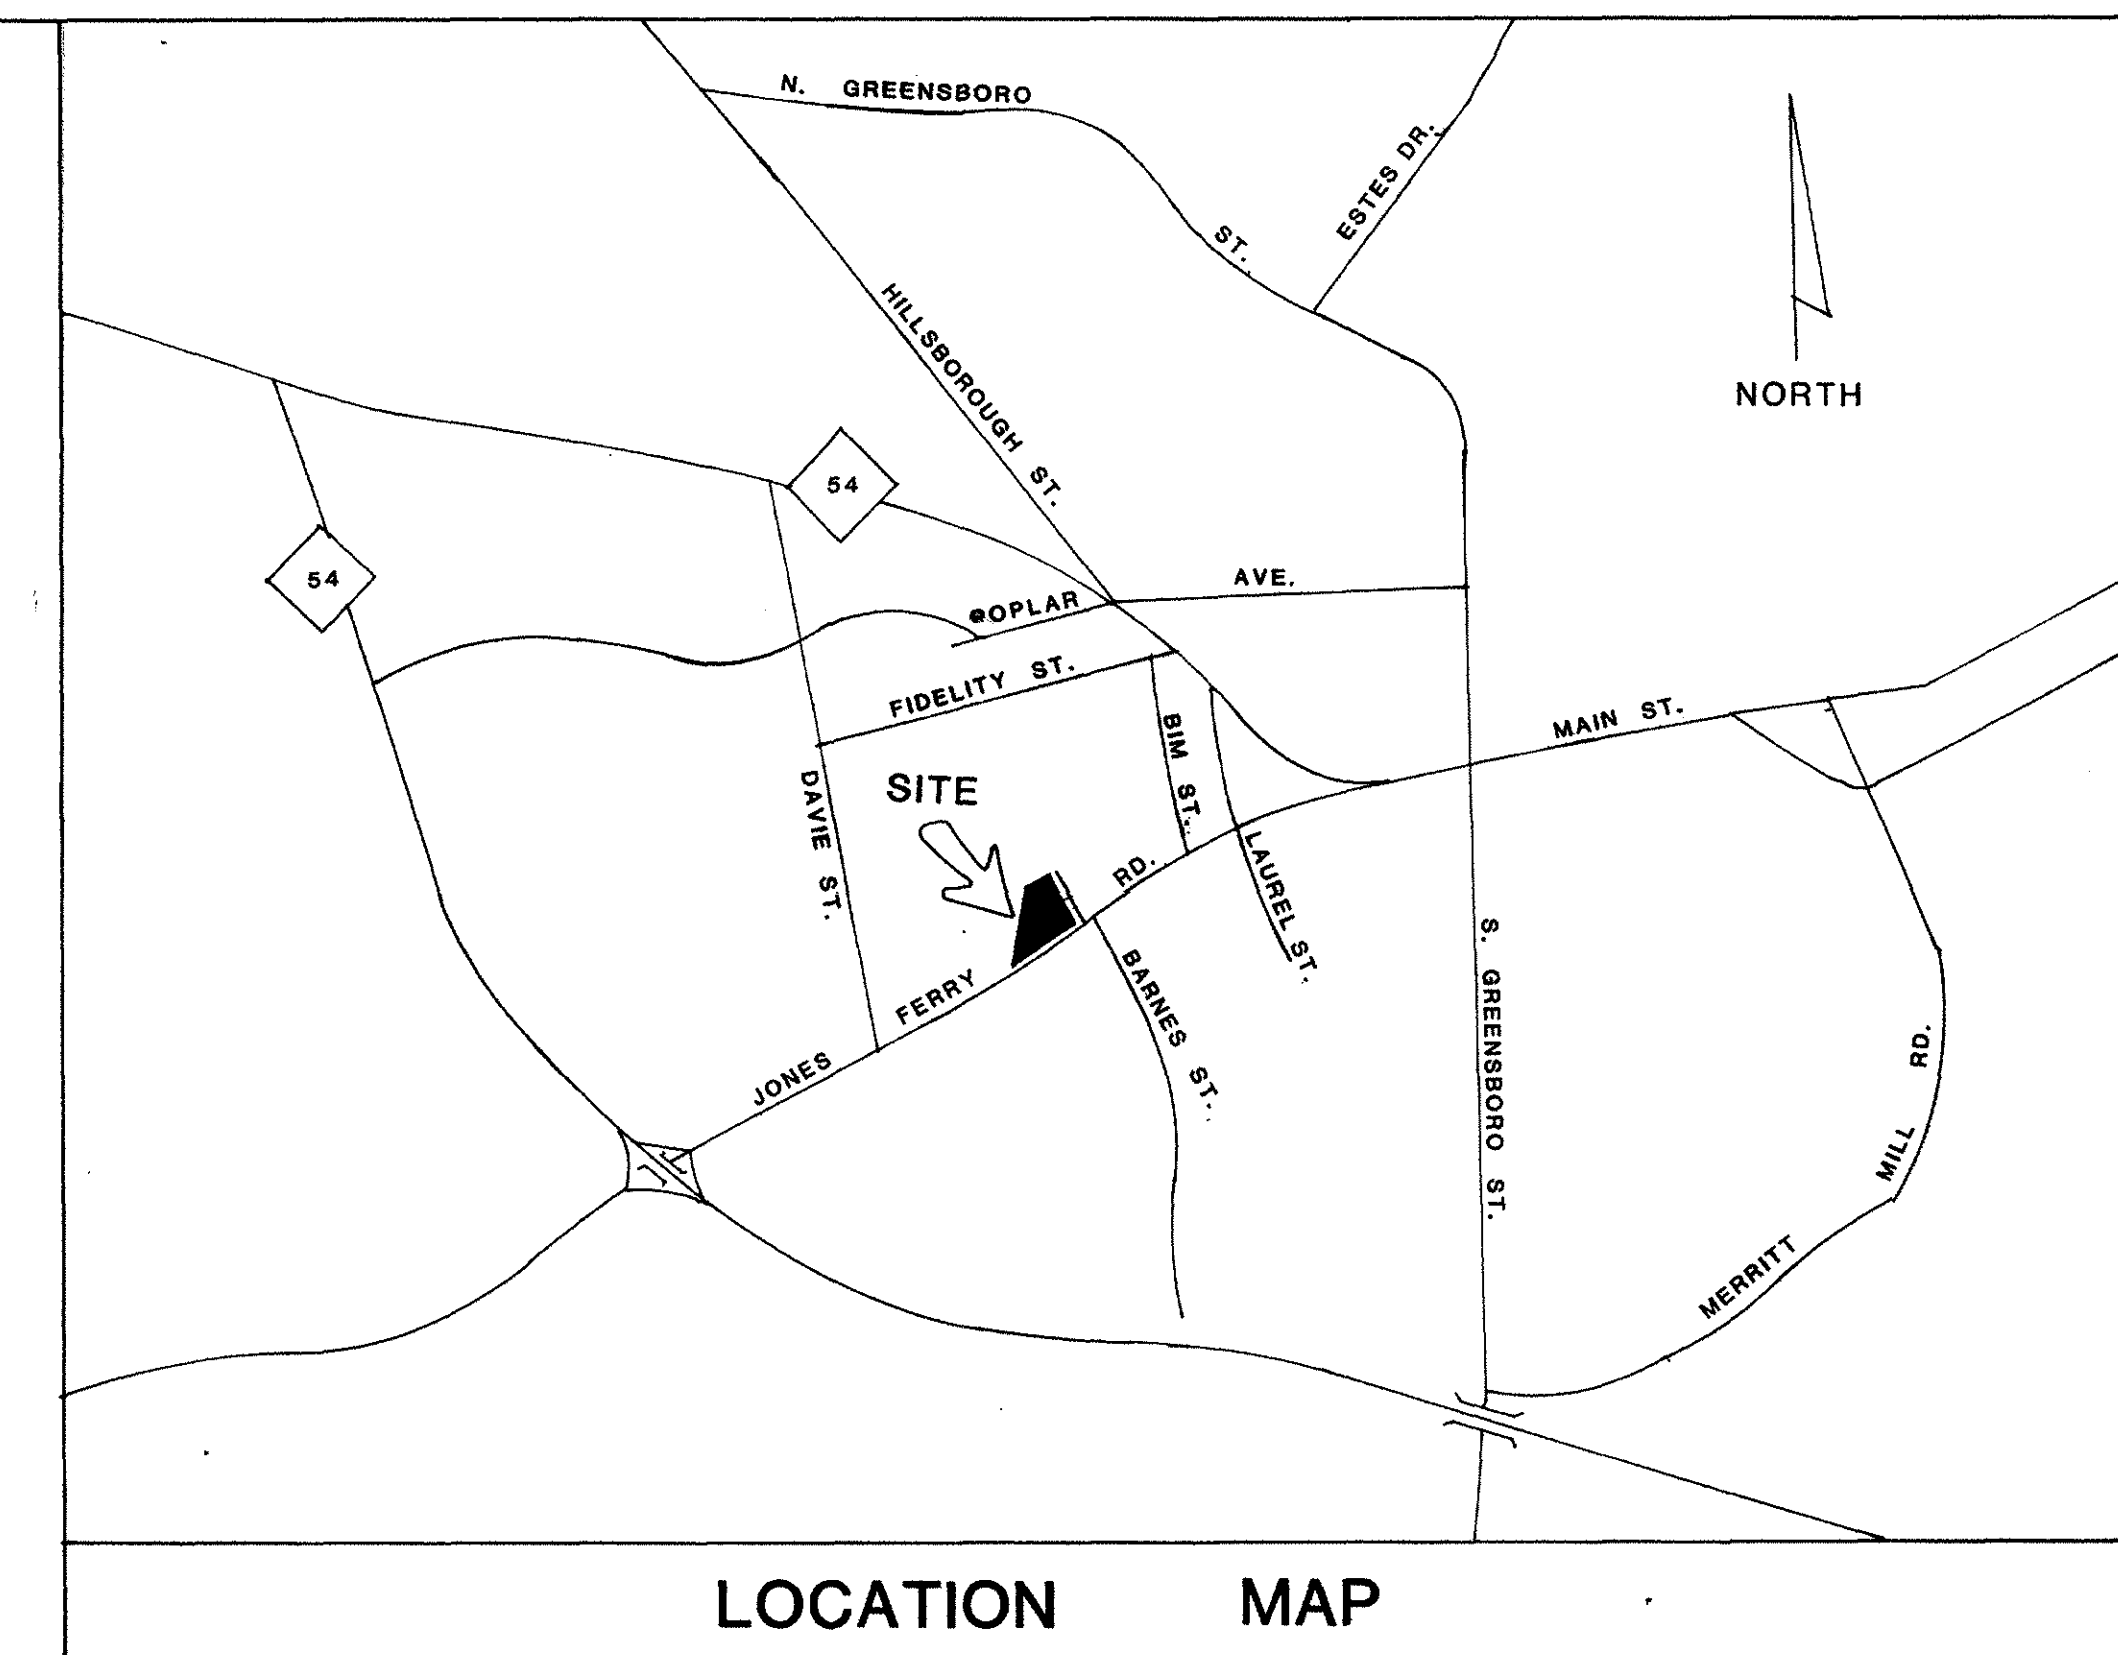 N. GREENSBORO ST.
ESTES DR.
HILLSBOROUGH ST.
NORTH
54
54
POPLAR AVE.
FIDELITY ST.
BIM ST.
MAIN ST.
SITE
DAVIE ST.
LAUREL ST.
JONES FERRY RD.
BARNES ST.
S. GREENSBORO ST.
MERRITT MILL RD.
LOCATION MAP